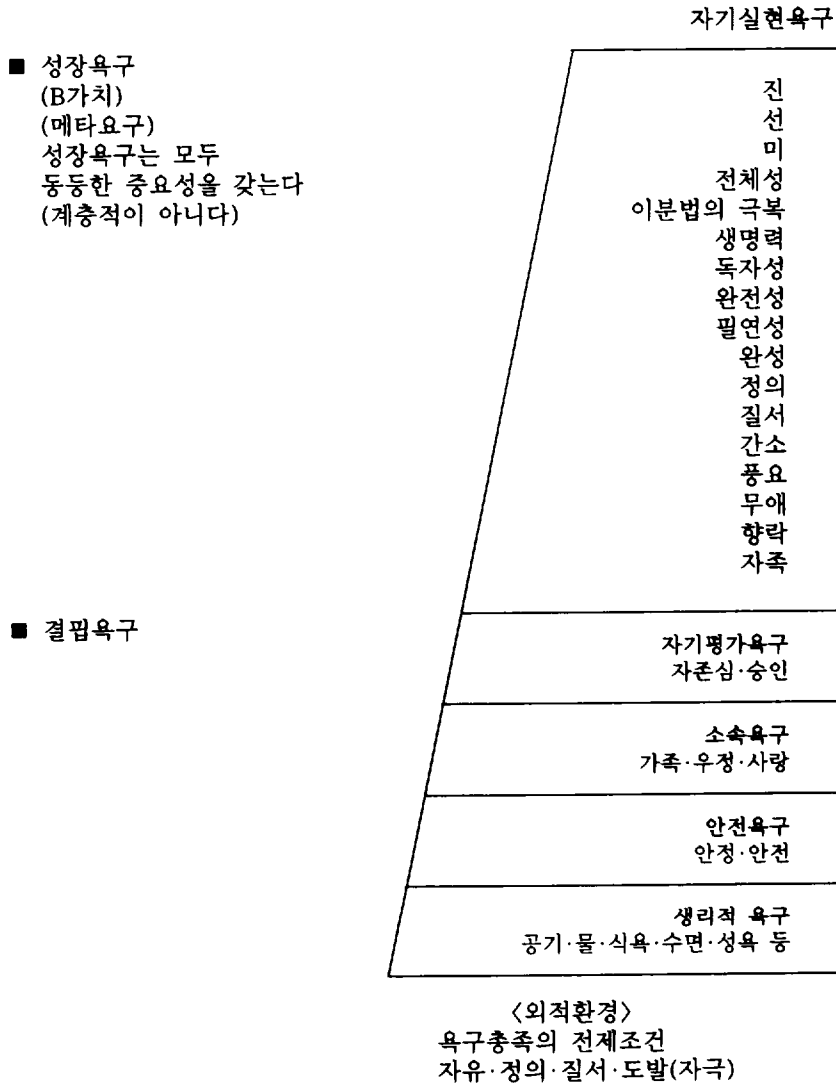 자기실현욕구
■ 성장욕구
(B가치)
(메타요구)
성장욕구는 모두
동등한 중요성을 갖는다
(계층적이 아니다)
진
선
미
전체성
이분법의 극복
생명력
독자성
완전성
필연성
완성
정의
질서
간소
풍요
무애
향락
자족
■ 결핍욕구
자기평가욕구
자존심·승인
소속욕구
가족·우정·사랑
안전욕구
안정·안전
생리적 욕구
공기·물·식욕·수면·성욕 등
〈외적환경〉
욕구충족의 전제조건
자유·정의·질서·도발(자극)